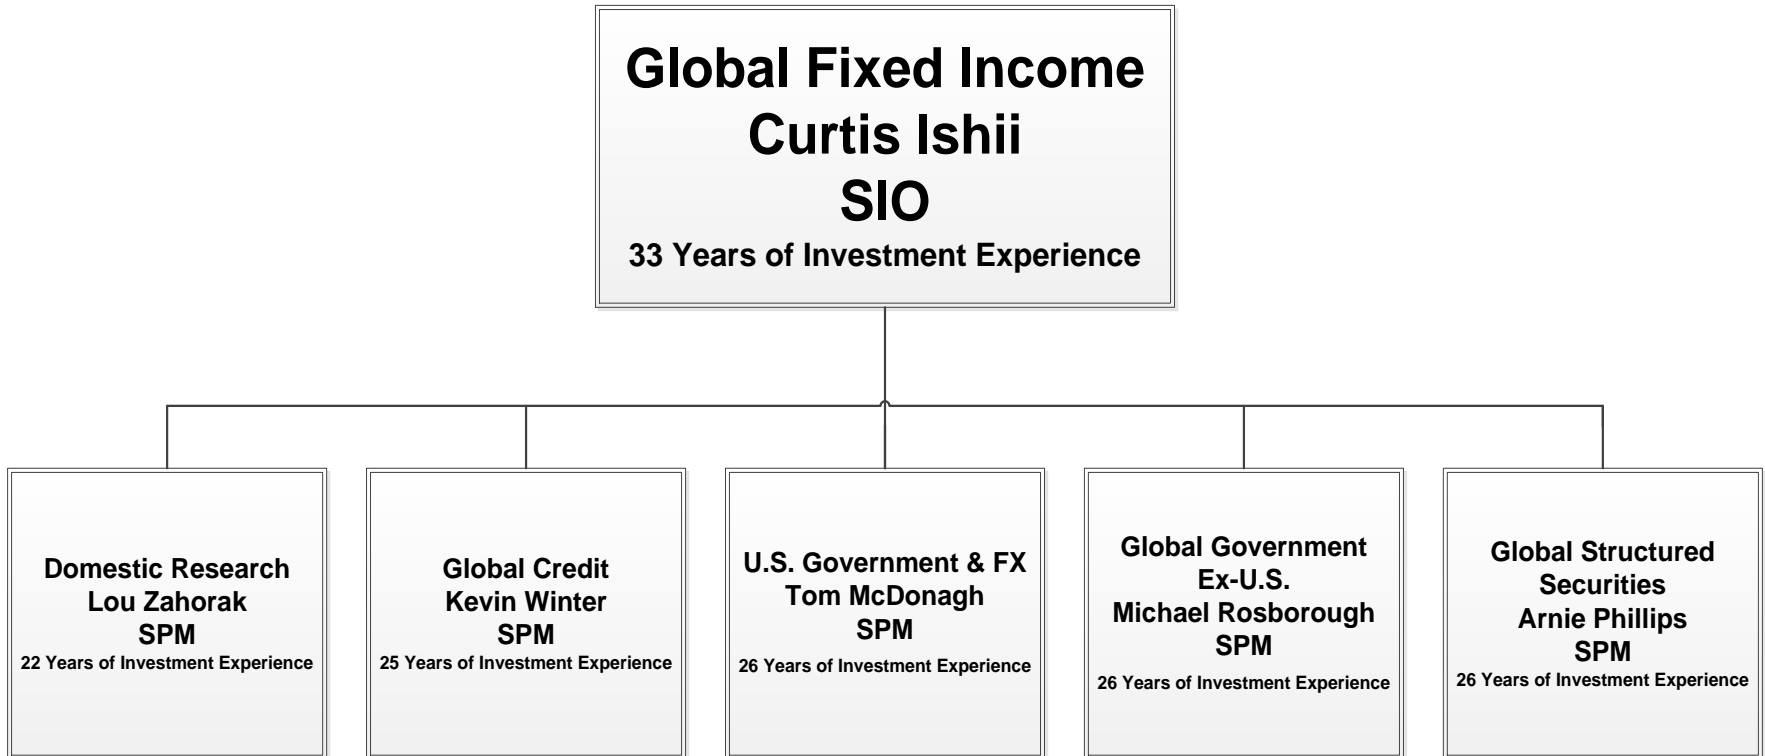 Global Fixed Income
Curtis Ishii
SIO
33 Years of Investment Experience
Domestic Research
Lou Zahorak
SPM
22 Years of Investment Experience
Global Credit
Kevin Winter
SPM
25 Years of Investment Experience
U.S. Government & FX
Tom McDonagh
SPM
26 Years of Investment Experience
Global Government
Ex-U.S.
Michael Rosborough
SPM
26 Years of Investment Experience
Global Structured
Securities
Arnie Phillips
SPM
26 Years of Investment Experience